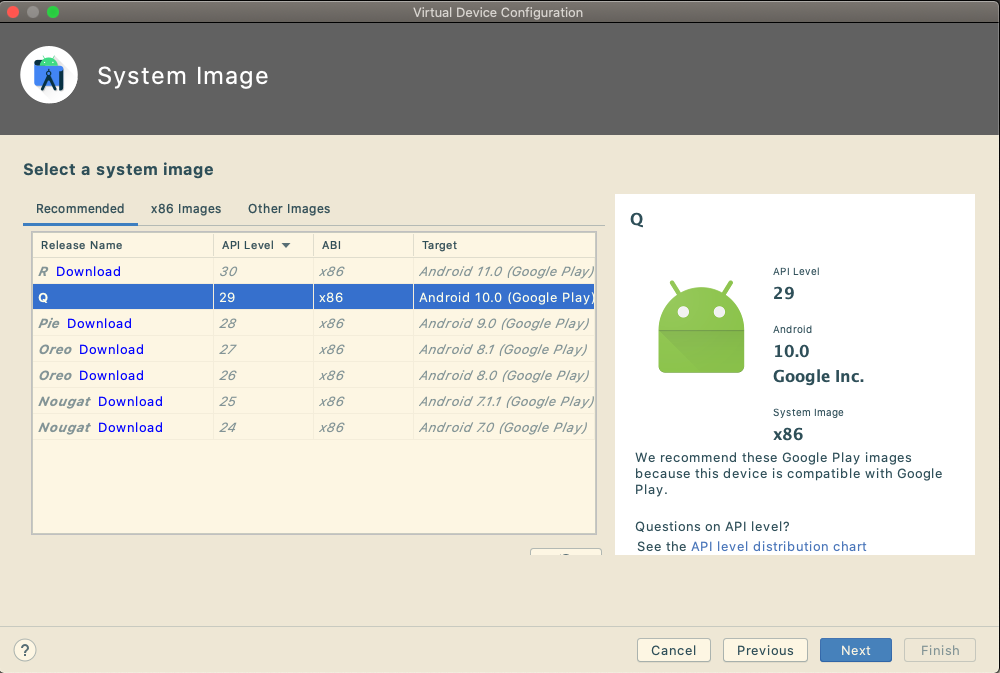 Virtual Device Configuration
System Image
Select a system image
Recommended x86 Images Other Images
Release Name API Level ABI Target
R Download 30 x86 Android 11.0 (Google Play)
Q 29 x86 Android 10.0 (Google Play)
Pie Download 28 x86 Android 9.0 (Google Play)
Oreo Download 27 x86 Android 8.1 (Google Play)
Oreo Download 26 x86 Android 8.0 (Google Play)
Nougat Download 25 x86 Android 7.1.1 (Google Play)
Nougat Download 24 x86 Android 7.0 (Google Play)
Q
API Level
29
Android
10.0
Google Inc.
System Image
x86
We recommend these Google Play images
because this device is compatible with Google
Play.
Questions on API level?
See the API level distribution chart
? Cancel Previous Next Finish